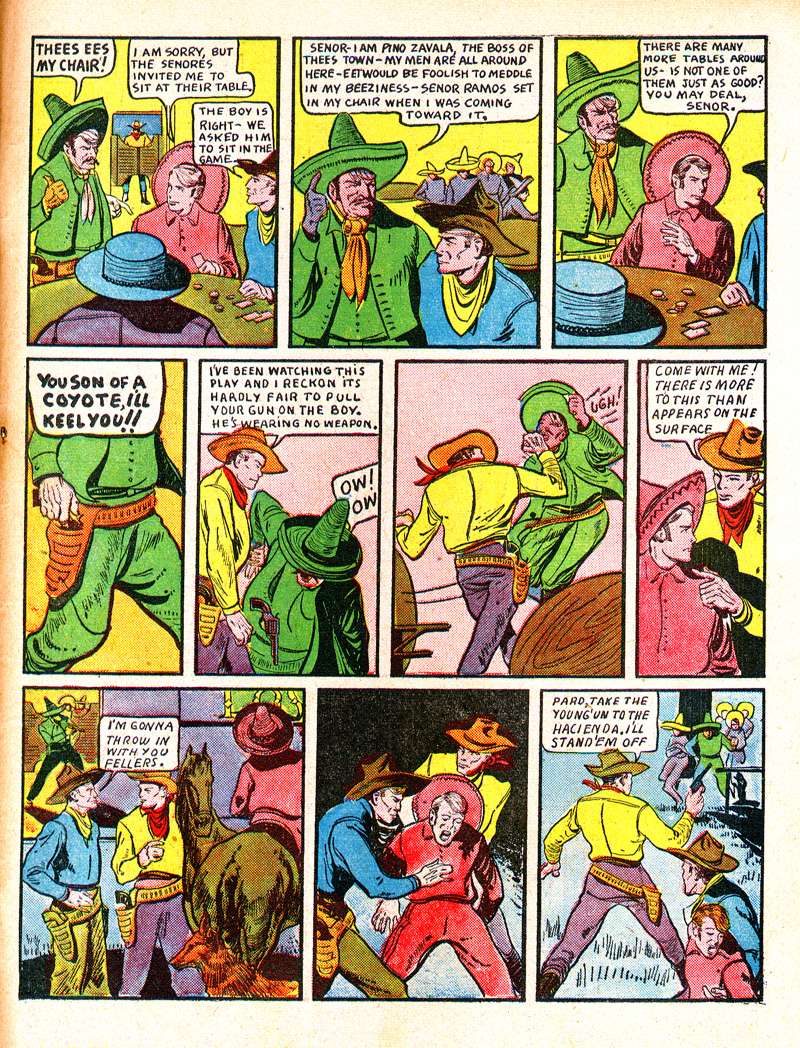 THEES EES
MY CHAIR!
I AM SORRY, BUT
THE SENORES
INVITED ME TO
SIT AT THEIR TABLE.
THE BOY IS
RIGHT- WE
ASKED HIM
TO SIT IN THE
GAME.
SENOR-I AM PINO ZAVALA, THE BOSS OF
THEES TOWN- MY MEN ARE ALL AROUND
HERE-EET WOULD BE FOOLISH TO MEDDLE
IN MY BEEZINESS- SENOR RAMOS SET
IN MY CHAIR WHEN I WAS COMING
TOWARD IT.
THERE ARE MANY
MORE TABLES AROUND
US- IS NOT ONE OF
THEM JUST AS GOOD?
YOU MAY DEAL,
SENOR.
YOU SON OF A
COYOTE, I'LL
KEEL YOU!!
I'VE BEEN WATCHING THIS
PLAY AND I RECKON ITS
HARDLY FAIR TO PULL
YOUR GUN ON THE BOY.
HE'S WEARING NO WEAPON.
OW!
OW
UGH!
COME WITH ME!
THERE IS MORE
TO THIS THAN
APPEARS ON THE
SURFACE
I'M GONNA
THROW IN
WITH YOU
FELLERS.
PARD, TAKE THE
YOUNG'UN TO THE
HACIENDA. I'LL
STAND 'EM OFF